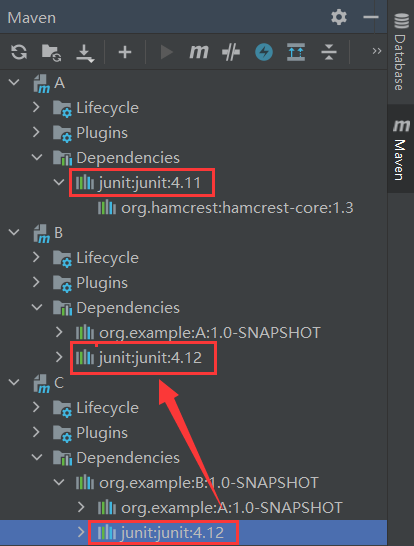 Maven
A
Lifecycle
Plugins
Dependencies
junit:junit:4.11
org.hamcrest:hamcrest-core:1.3
B
Lifecycle
Plugins
Dependencies
org.example:A:1.0-SNAPSHOT
junit:junit:4.12
C
Lifecycle
Plugins
Dependencies
org.example:B:1.0-SNAPSHOT
org.example:A:1.0-SNAPSHOT
junit:junit:4.12
Database
m Maven